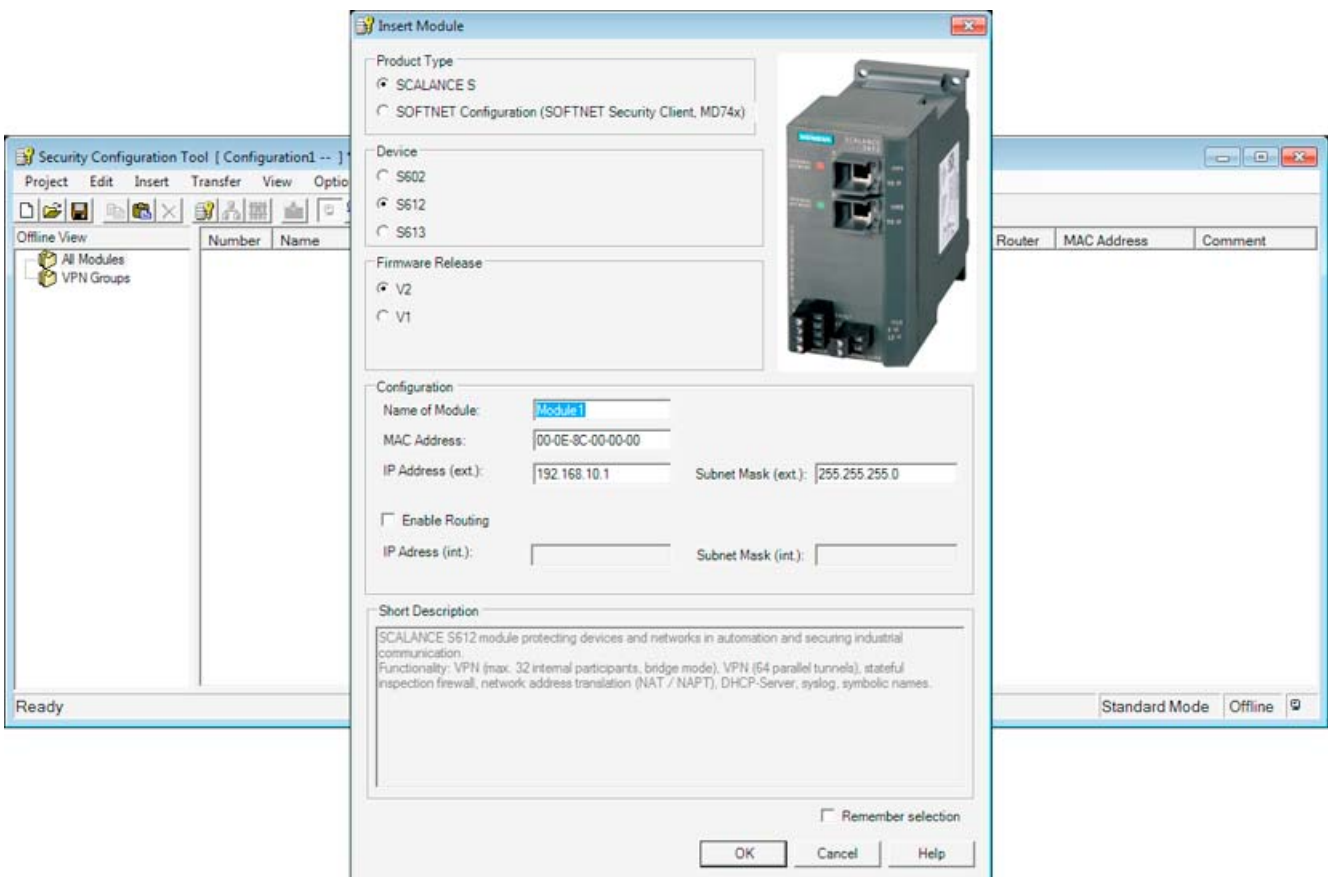 Insert Module
Product Type
SCALANCE S
SOFTNET Configuration (SOFTNET Security Client, MD74x)
Device
S602
S612
S613
Firmware Release
V2
V1
SIEMENS
Configuration
Name of Module: Module1
MAC Address: 00-0E-8C-00-00-00
IP Address (ext.): 192.168.10.1 Subnet Mask (ext.): 255.255.255.0
Enable Routing
IP Adress (int.): Subnet Mask (int.):
Short Description
SCALANCE S612 module protecting devices and networks in automation and securing industrial
communication.
Functionality: VPN (max. 32 internal participants, bridge mode), VPN (64 parallel tunnels), stateful
inspection firewall, network address translation (NAT / NAPT), DHCP-Server, syslog, symbolic names.
Remember selection
OK Cancel Help
Security Configuration Tool [ Configuration1 -- ]
Project Edit Insert Transfer View
Offline View
All Modules
VPN Groups
Number Name Router MAC Address Comment
Ready Standard Mode Offline